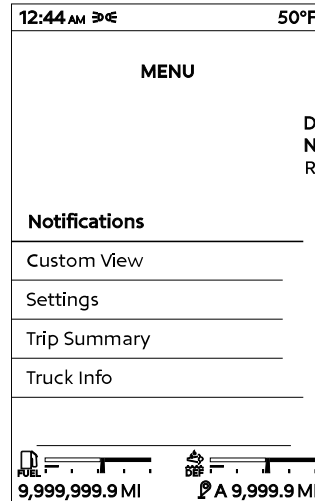 12:44 AM 50°F
MENU
D
N
R
Notifications
Custom View
Settings
Trip Summary
Truck Info
FUEL DEF
9,999,999.9 MI A 9,999.9 MI